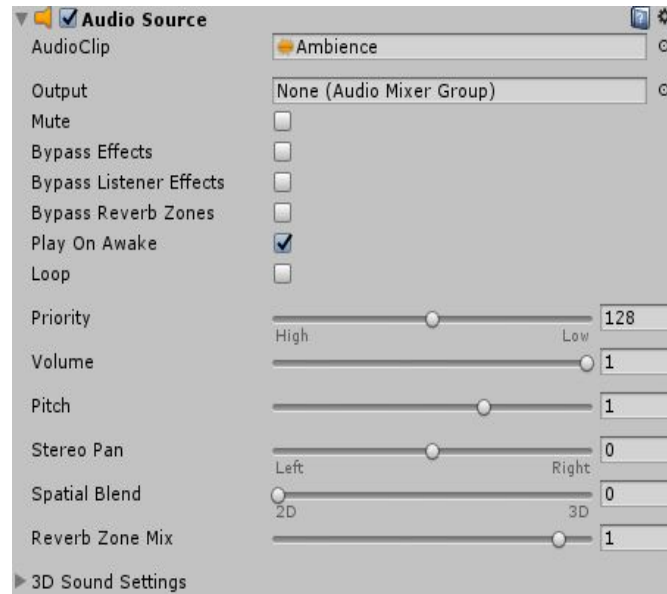 Audio Source
AudioClip Ambience
Output None (Audio Mixer Group)
Mute
Bypass Effects
Bypass Listener Effects
Bypass Reverb Zones
Play On Awake
Loop
Priority 128
High Low
Volume 1
Pitch 1
Stereo Pan 0
Left Right
Spatial Blend 0
2D 3D
Reverb Zone Mix 1
3D Sound Settings